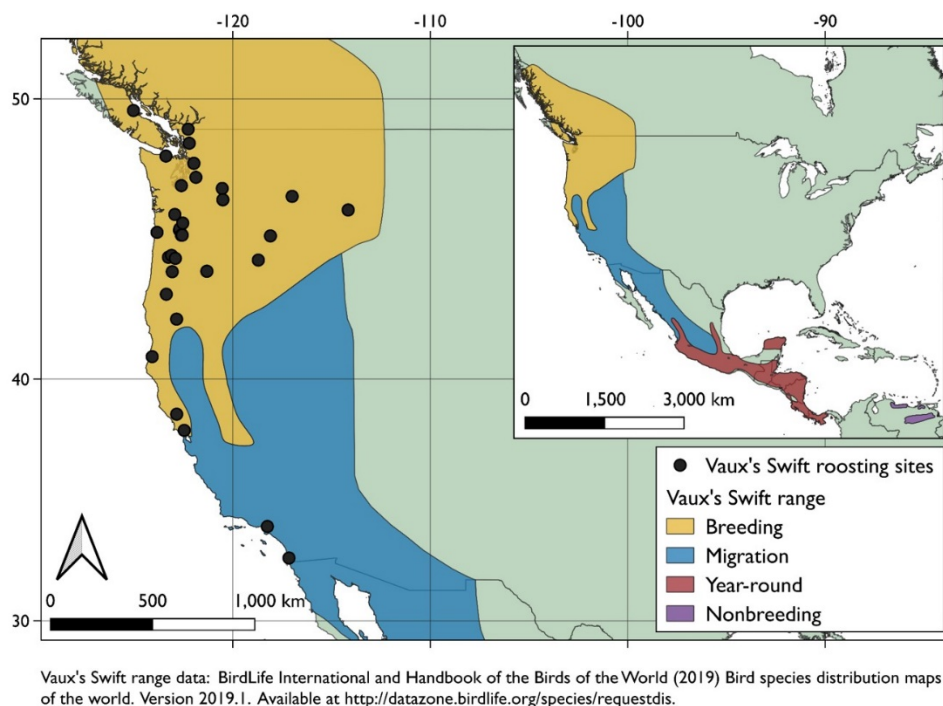 -120 -110 -100 -90
50
40
30
0 1,500 3,000 km
0 500 1,000 km
Vaux's Swift roosting sites
Vaux's Swift range
Breeding
Migration
Year-round
Nonbreeding
Vaux's Swift range data: BirdLife International and Handbook of the Birds of the World (2019) Bird species distribution maps
of the world. Version 2019.1. Available at http://datazone.birdlife.org/species/requestdis.